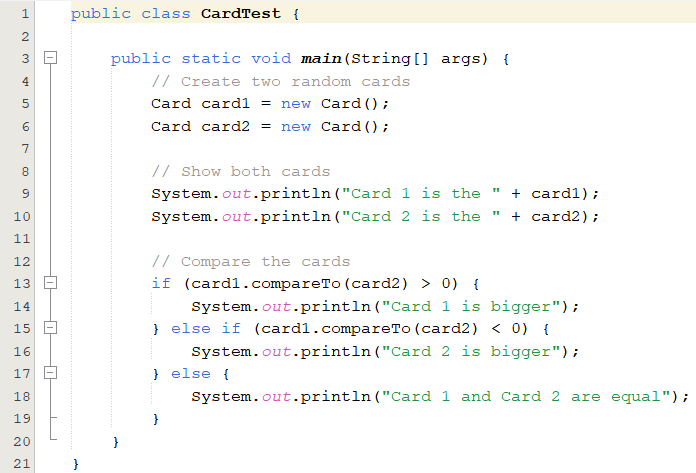 1 public class CardTest {
2
3 public static void main(String[] args) {
4 // Create two random cards
5 Card card1 = new Card();
6 Card card2 = new Card();
7
8 // Show both cards
9 System.out.println("Card 1 is the " + card1);
10 System.out.println("Card 2 is the " + card2);
11
12 // Compare the cards
13 if (card1.compareTo(card2) > 0) {
14 System.out.println("Card 1 is bigger");
15 } else if (card1.compareTo(card2) < 0) {
16 System.out.println("Card 2 is bigger");
17 } else {
18 System.out.println("Card 1 and Card 2 are equal");
19 }
20 }
21 }